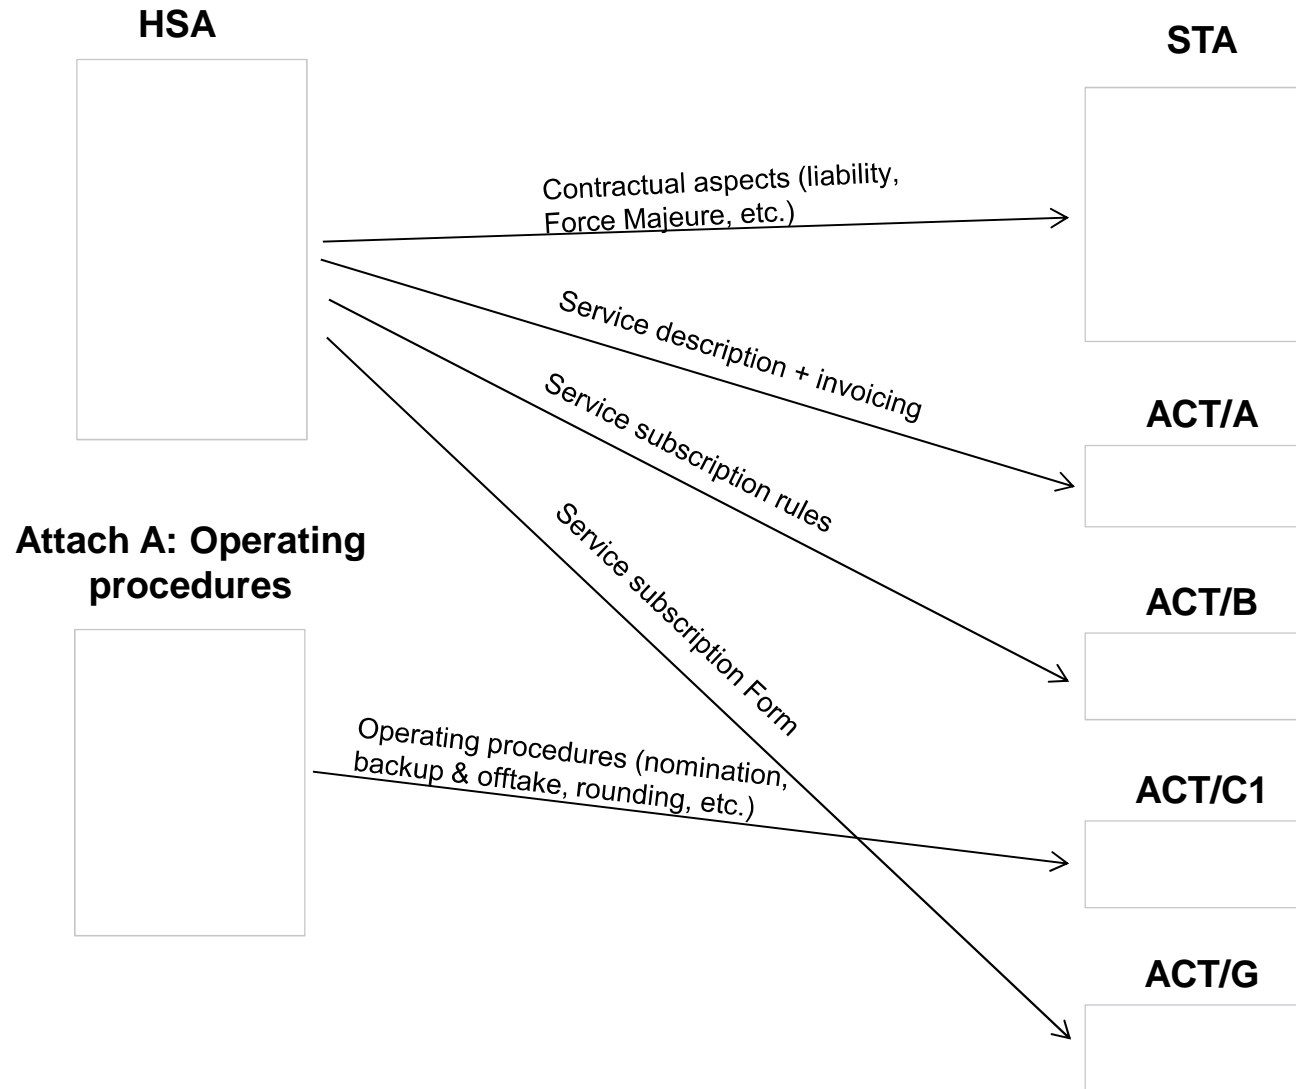 HSA
STA
Contractual aspects (liability,
Force Majeure, etc.)
Service description + invoicing
ACT/A
Service subscription rules
Attach A: Operating
procedures
Service subscription Form
ACT/B
Operating procedures (nomination,
backup & offtake, rounding, etc.)
ACT/C1
ACT/G